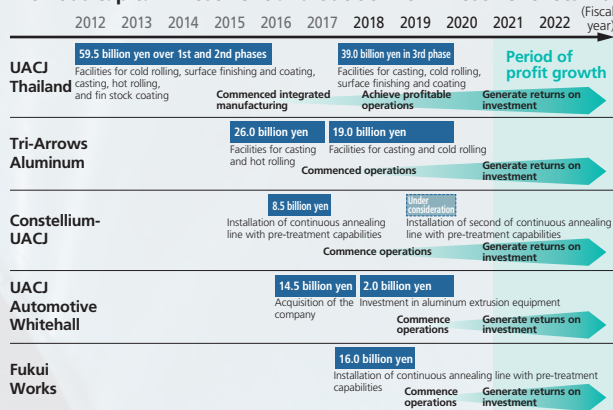 (Fiscal
year)
2012 2013 2014 2015 2016 2017 2018 2019 2020 2021 2022
UACJ
Thailand
59.5 billion yen over 1st and 2nd phases
Facilities for cold rolling, surface finishing and coating,
casting, hot rolling,
and fin stock coating
39.0 billion yen in 3rd phase
Facilities for casting, cold rolling,
surface finishing and coating
Period of
profit growth
Commenced integrated
manufacturing
Achieve profitable
operations
Generate returns on
investment
Tri-Arrows
Aluminum
26.0 billion yen
Facilities for casting
and hot rolling
19.0 billion yen
Facilities for casting and cold rolling
Commenced operations
Generate returns on
investment
Constellium-
UACJ
8.5 billion yen
Installation of continuous annealing
line with pre-treatment capabilities
Under
consideration
Installation of second of continuous annealing
line with pre-treatment capabilities
Commence operations
Generate returns on
investment
UACJ
Automotive
Whitehall
14.5 billion yen
Acquisition of the
company
2.0 billion yen
Investment in aluminum extrusion equipment
Commence
operations
Generate returns on
investment
Fukui
Works
16.0 billion yen
Installation of continuous annealing line with pre-treatment
capabilities
Commence
operations
Generate returns on
investment